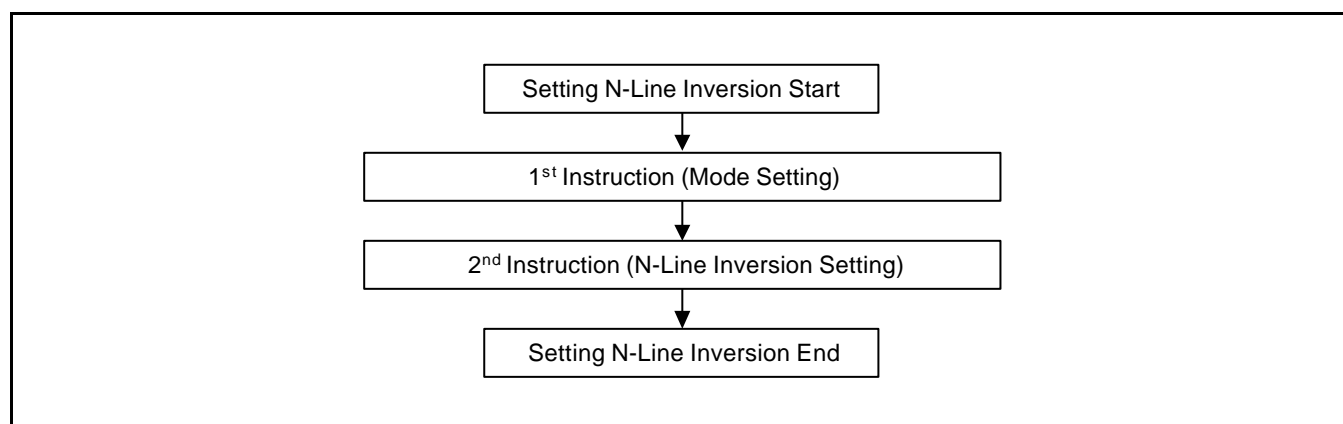 Setting N-Line Inversion Start
1st Instruction (Mode Setting)
2nd Instruction (N-Line Inversion Setting)
Setting N-Line Inversion End